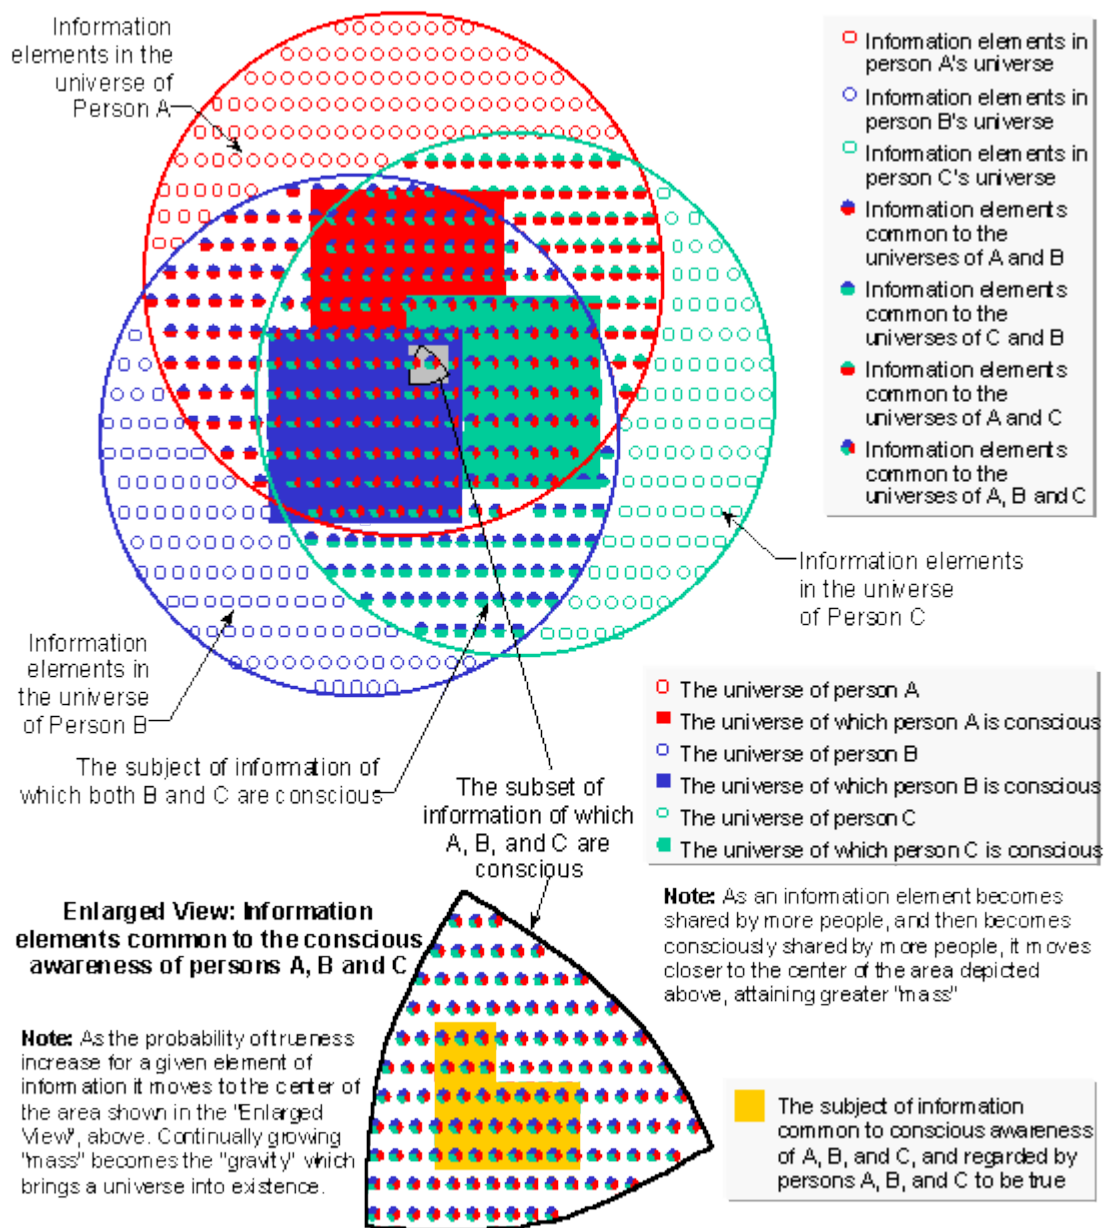 Information
elements in the
universe of
Person A
Information elements in
person A's universe
Information elements in
person B's universe
Information elements in
person C's universe
Information elements
common to the
universes of A and B
Information elements
common to the
universes of C and B
Information elements
common to the
universes of A and C
Information elements
common to the
universes of A, B and C
Information elements
in the universe
of Person C
Information
elements in
the universe
of Person B
The subject of information of
which both B and C are conscious
The subset of
information of which
A, B, and C are
conscious
The universe of person A
The universe of which person A is conscious
The universe of person B
The universe of which person B is conscious
The universe of person C
The universe of which person C is conscious
Note: As an information element becomes
shared by more people, and then becomes
consciously shared by more people, it moves
closer to the center of the area depicted
above, attaining greater "mass"
Enlarged View: Information
elements common to the conscious
awareness of persons A, B and C
Note: As the probability of trueness
increase for a given element of
information it moves to the center of
the area shown in the "Enlarged
View", above. Continually growing
"mass" becomes the "gravity" which
brings a universe into existence.
The subject of information
common to conscious awareness
of A, B, and C, and regarded by
persons A, B, and C to be true